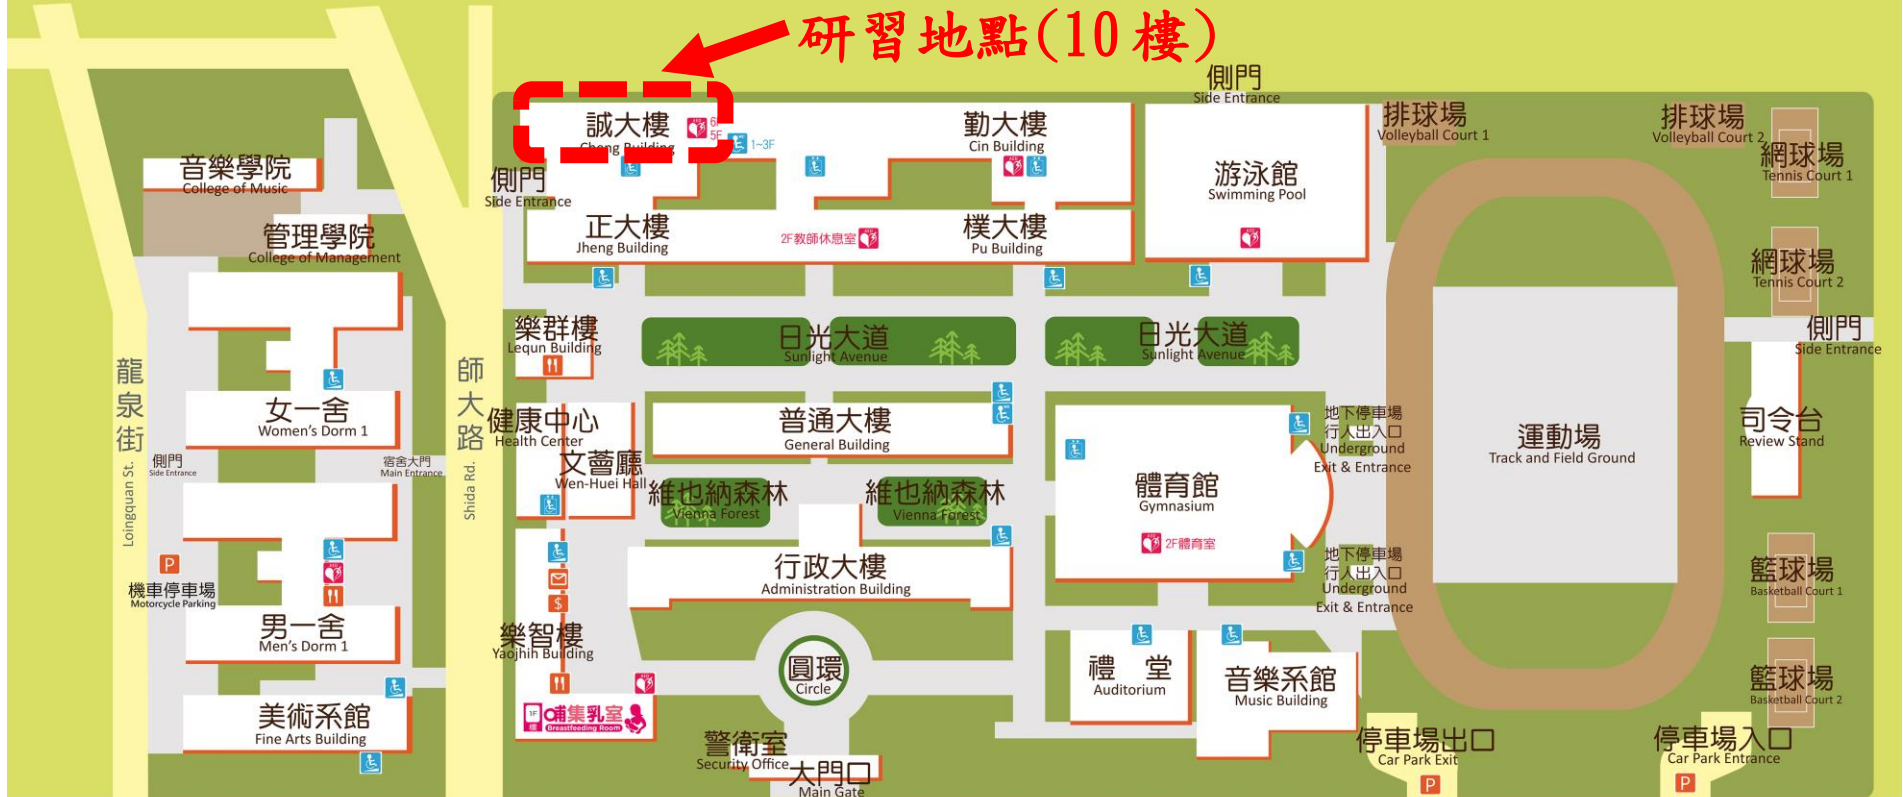 研習地點(10樓)
側門
Side Entrance
誠大樓
Cheng Building
6F
5F
1~3F
勤大樓
Cin Building
排球場
Volleyball Court 1
排球場
Volleyball Court 2
網球場
Tennis Court 1
音樂學院
College of Music
側門
Side Entrance
游泳館
Swimming Pool
管理學院
College of Management
正大樓
Jheng Building
2F教師休息室
樸大樓
Pu Building
網球場
Tennis Court 2
樂群樓
Lequn Building
日光大道
Sunlight Avenue
日光大道
Sunlight Avenue
側門
Side Entrance
龍泉街
Loingquan St.
師大路
Shida Rd.
女一舍
Women's Dorm 1
健康中心
Health Center
普通大樓
General Building
地下停車場
行人出入口
Underground
Exit & Entrance
運動場
Track and Field Ground
司令台
Review Stand
側門
Side Entrance
宿舍大門
Main Entrance
文薈廳
Wen-Huei Hall
維也納森林
Vienna Forest
維也納森林
Vienna Forest
體育館
Gymnasium
2F體育室
P
機車停車場
Motorcycle Parking
行政大樓
Administration Building
地下停車場
行人出入口
Underground
Exit & Entrance
籃球場
Basketball Court 1
$
男一舍
Men's Dorm 1
樂智樓
Yaojhih Building
圓環
Circle
禮 堂
Auditorium
音樂系館
Music Building
籃球場
Basketball Court 2
美術系館
Fine Arts Building
1F
哺集乳室
Breastfeeding Room
警衛室
Security Office
大門口
Main Gate
停車場出口
Car Park Exit
P
停車場入口
Car Park Entrance
P